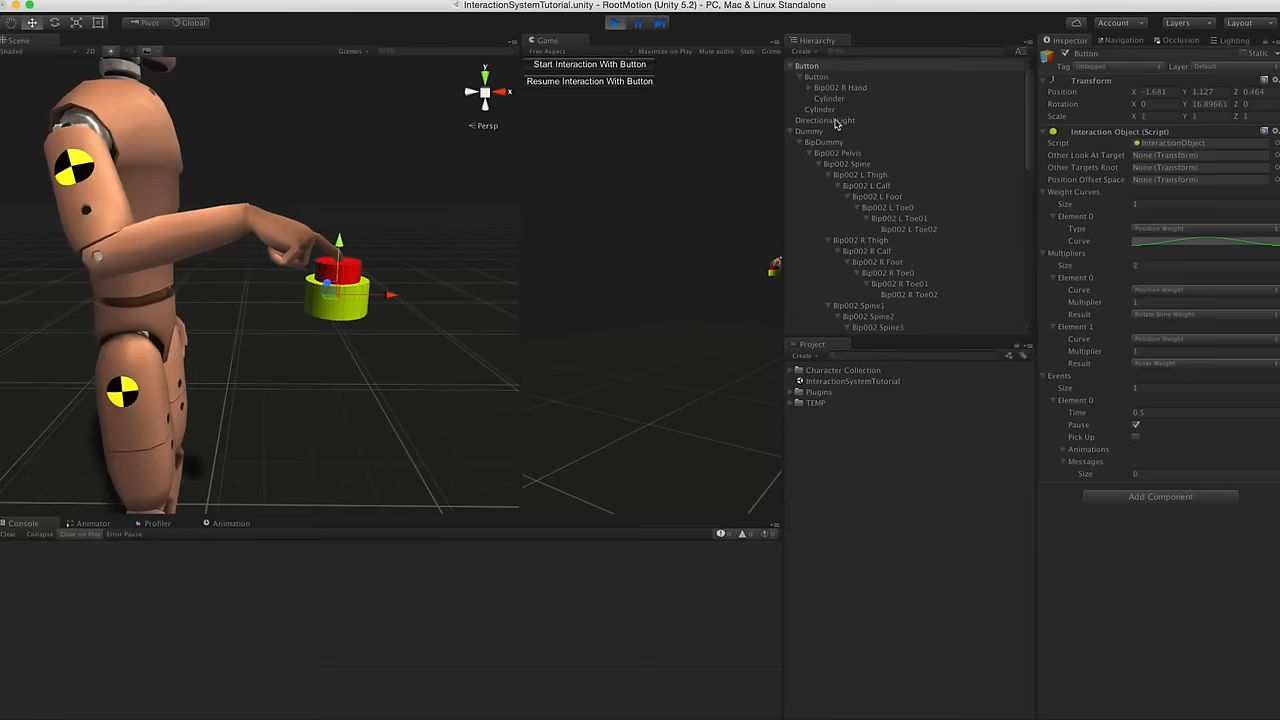 InteractionSystemTutorial.unity - RootMotion (Unity 5.2) - PC, Mac & Linux Standalone
Pivot Global Account Layers Layout
Scene
Shaded 2D Gizmos
y
x
Persp
Game
Free Aspect Maximize on Play Mute audio Stats Gizmos
Start Interaction With Button
Resume Interaction With Button
Hierarchy
Create
Button
Button
Bip002 R Hand
Cylinder
Cylinder
Directional Light
Dummy
BipDummy
Bip002 Pelvis
Bip002 Spine
Bip002 L Thigh
Bip002 L Calf
Bip002 L Foot
Bip002 L Toe0
Bip002 L Toe01
Bip002 L Toe02
Bip002 R Thigh
Bip002 R Calf
Bip002 R Foot
Bip002 R Toe0
Bip002 R Toe01
Bip002 R Toe02
Bip002 Spine1
Bip002 Spine2
Bip002 Spine3
Project
Create
Character Collection
InteractionSystemTutorial
Plugins
TEMP
Inspector Navigation Occlusion Lighting
Button Static
Tag Untagged Layer Default
Transform
Position X -1.681 Y 1.127 Z 0.464
Rotation X 0 Y 16.89661 Z 0
Scale X 1 Y 1 Z 1
Interaction Object (Script)
Script InteractionObject
Other Look At Target None (Transform)
Other Targets Root None (Transform)
Position Offset Space None (Transform)
Weight Curves
Size 1
Element 0
Type Position Weight
Curve
Multipliers
Size 2
Element 0
Curve Position Weight
Multiplier 1
Result Rotate Bone Weight
Element 1
Curve Position Weight
Multiplier 1
Result Poser Weight
Events
Size 1
Element 0
Time 0.5
Pause
Pick Up
Animations
Messages
Size 0
Add Component
Console Animator Profiler Animation
Clear Collapse Clear on Play Error Pause